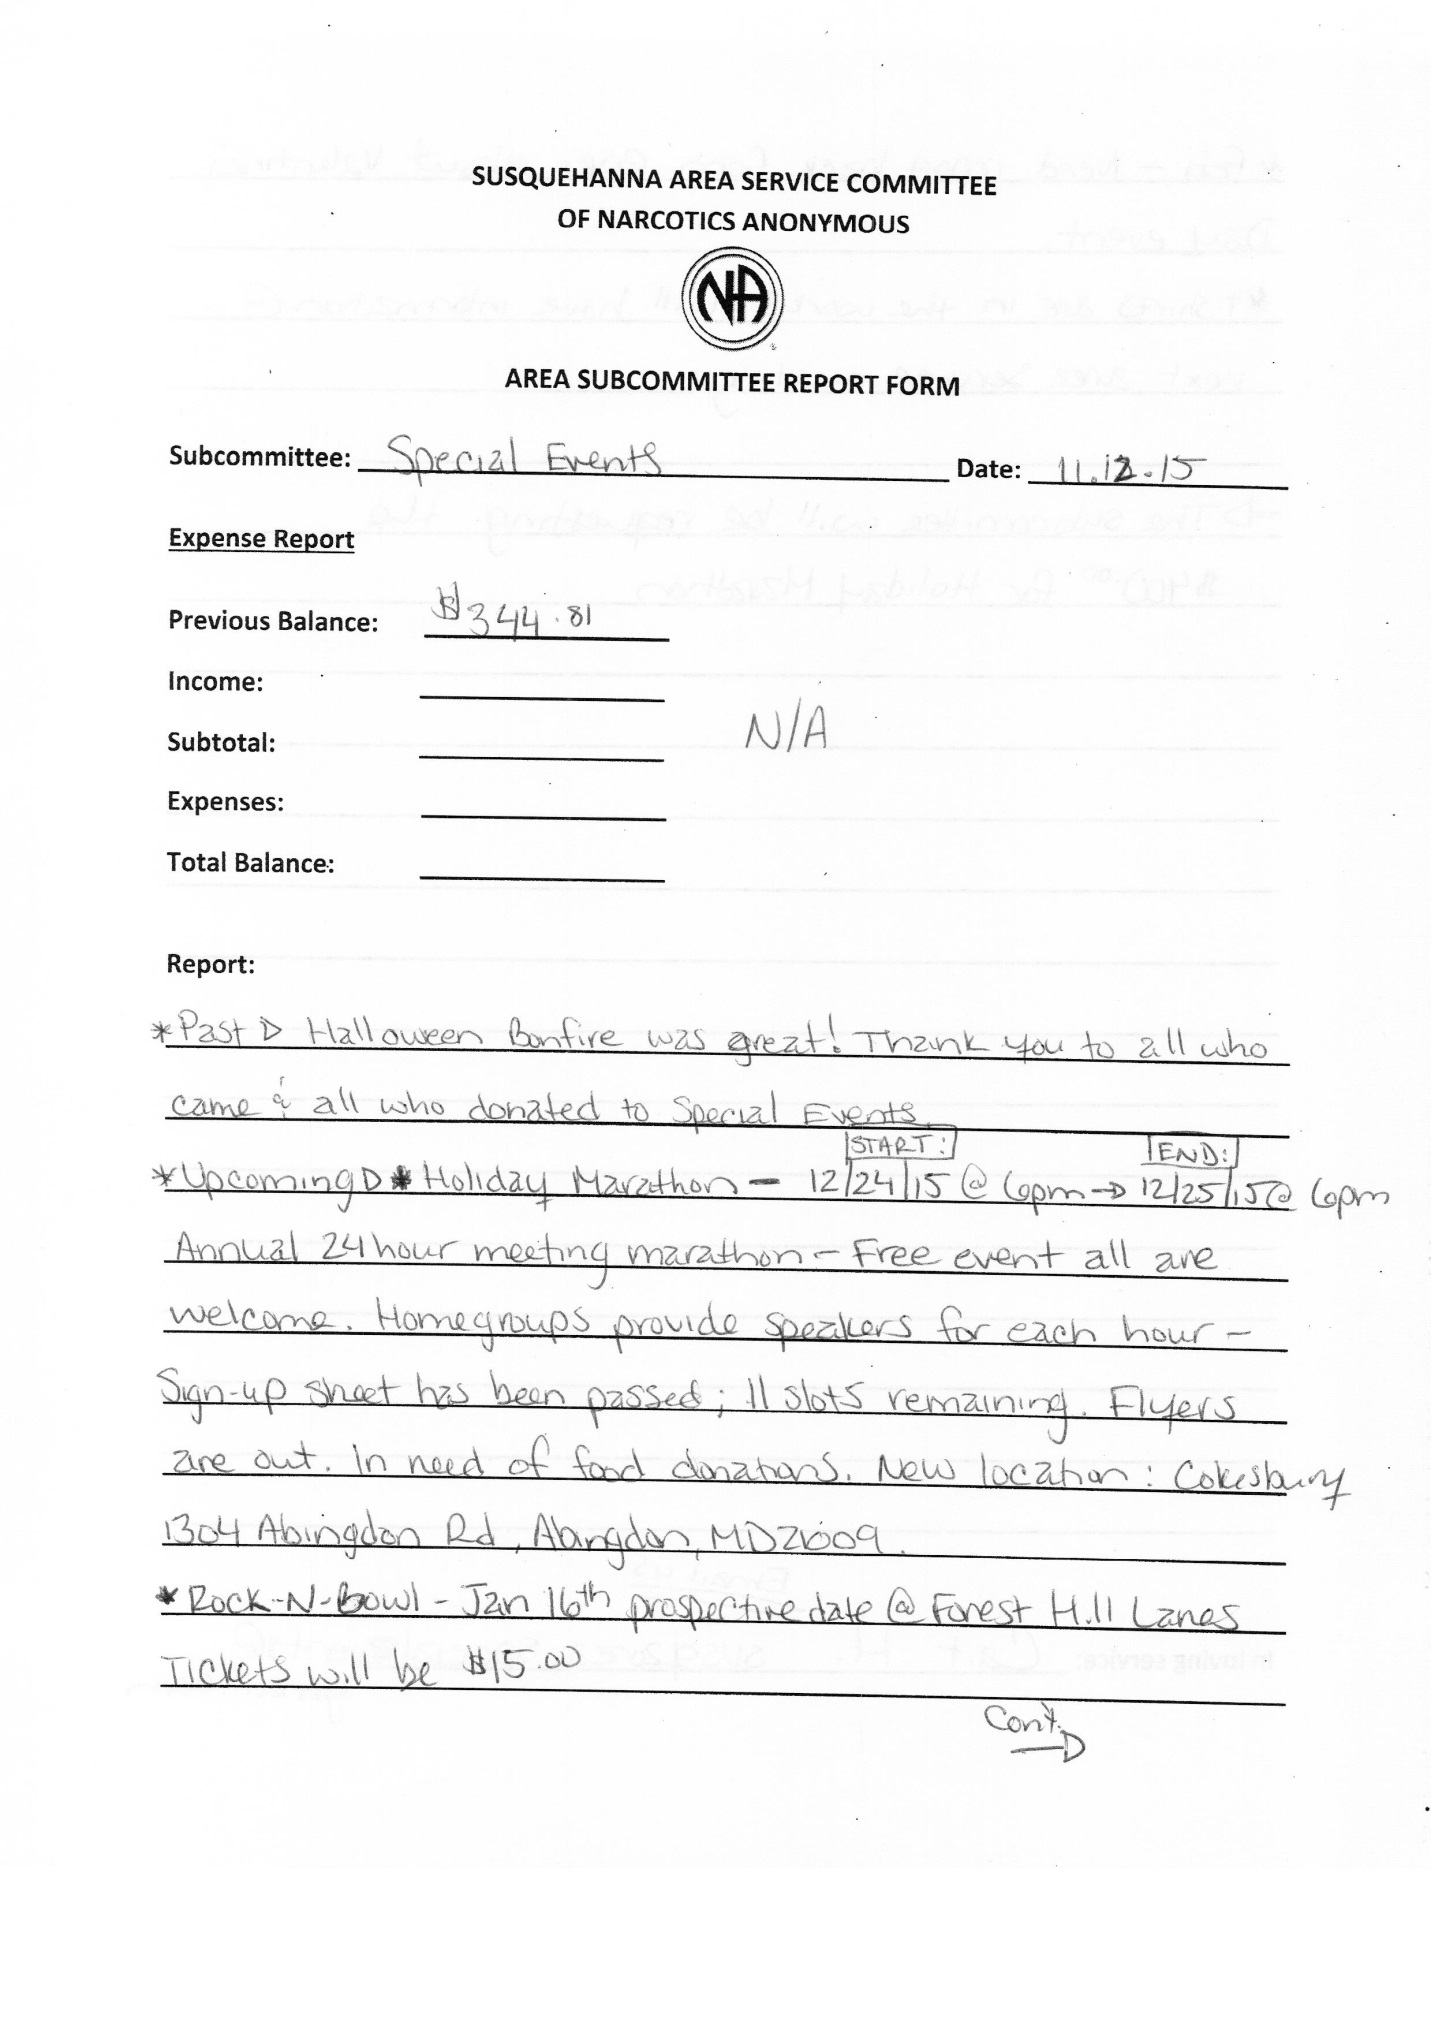 SUSQUEHANNA AREA SERVICE COMMITTEE
OF NARCOTICS ANONYMOUS
NA
AREA SUBCOMMITTEE REPORT FORM
Subcommittee: Special Events Date: 11.12.15
Expense Report
Previous Balance: $344.81
Income:
N/A
Subtotal:
Expenses:
Total Balance:
Report:
*Past → Halloween Bonfire was great! Thank you to all who
came & all who donated to Special Events.
START: END:
*Upcoming → * Holiday Marathon - 12/24/15 @ 6pm → 12/25/15 @ 6pm
Annual 24 hour meeting marathon - Free event all are
welcome. Homegroups provide speakers for each hour -
Sign-up sheet has been passed; 11 slots remaining. Flyers
are out. In need of food donations. New location: Cokesbury
1304 Abingdon Rd, Abingdon, MD 21009.
* Rock-N-Bowl - Jan 16th prospective date @ Forest Hill Lanes
Tickets will be $15.00
Cont. →